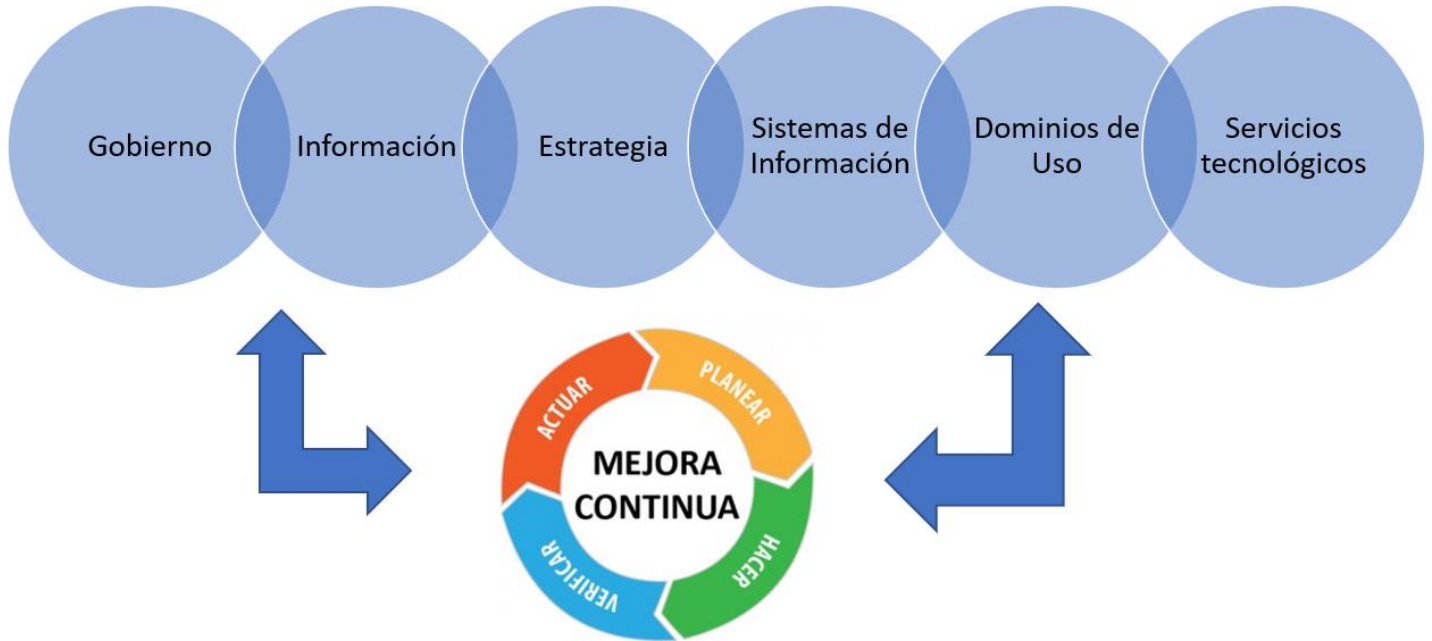 Gobierno
Información
Estrategia
Sistemas de
Información
Dominios de
Uso
Servicios
tecnológicos
ACTUAR
PLANEAR
MEJORA
CONTINUA
VERIFICAR
HACER